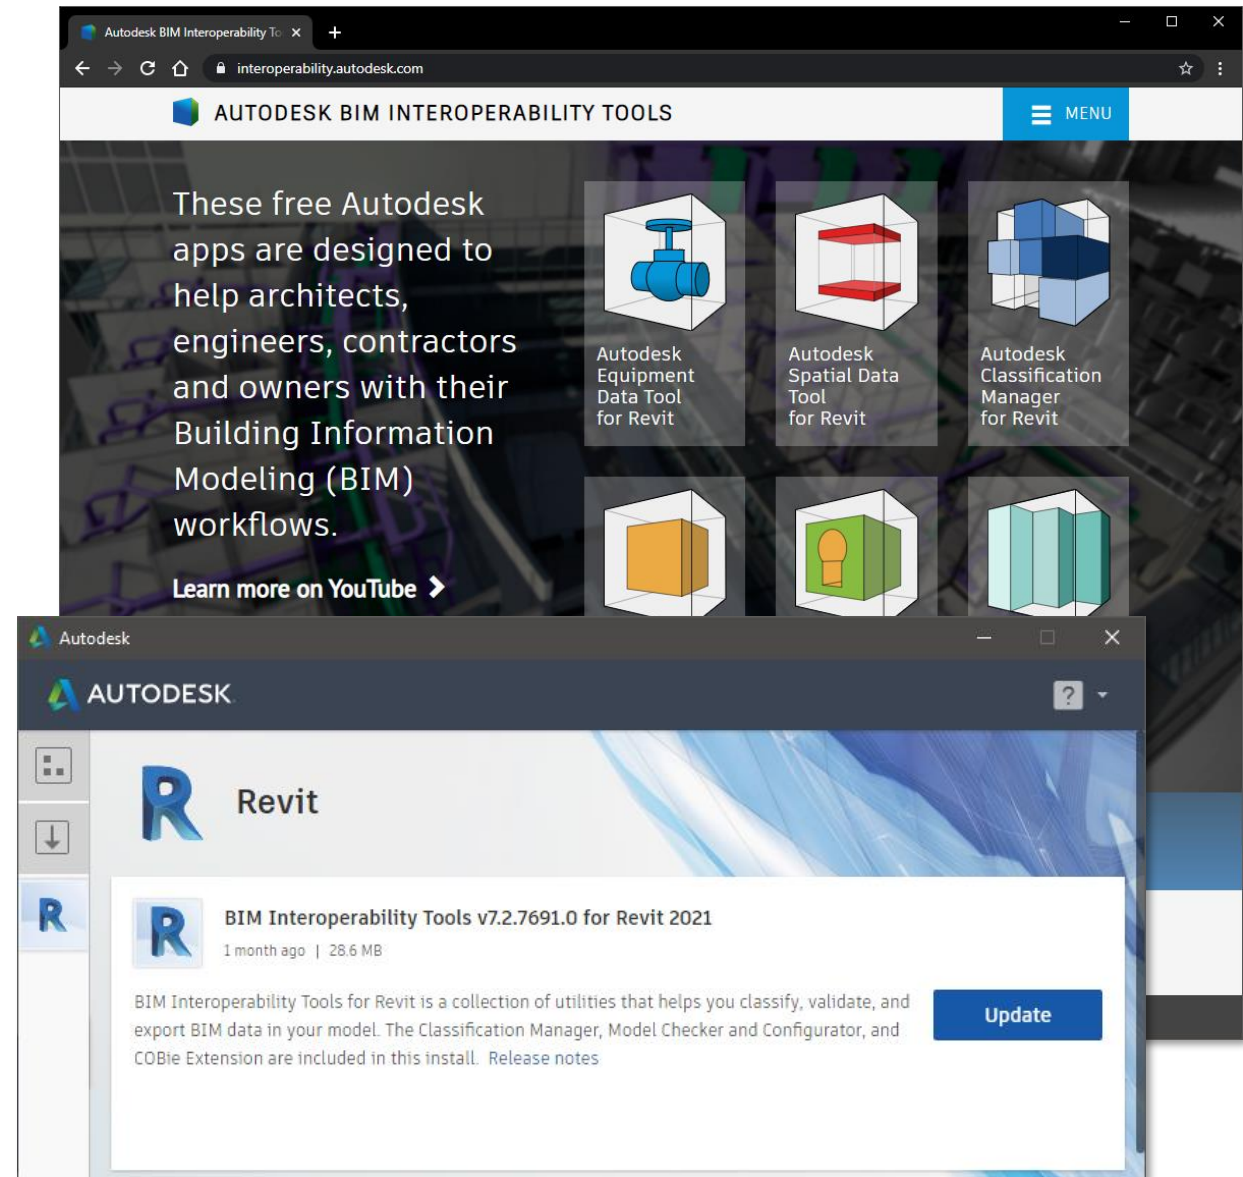 Autodesk BIM Interoperability To
interoperability.autodesk.com
AUTODESK BIM INTEROPERABILITY TOOLS
MENU
These free Autodesk
apps are designed to
help architects,
engineers, contractors
and owners with their
Building Information
Modeling (BIM)
workflows.
Learn more on YouTube
Autodesk
Equipment
Data Tool
for Revit
Autodesk
Spatial Data
Tool
for Revit
Autodesk
Classification
Manager
for Revit
Autodesk
AUTODESK
?
Revit
BIM Interoperability Tools v7.2.7691.0 for Revit 2021
1 month ago | 28.6 MB
BIM Interoperability Tools for Revit is a collection of utilities that helps you classify, validate, and
export BIM data in your model. The Classification Manager, Model Checker and Configurator, and
COBie Extension are included in this install. Release notes
Update